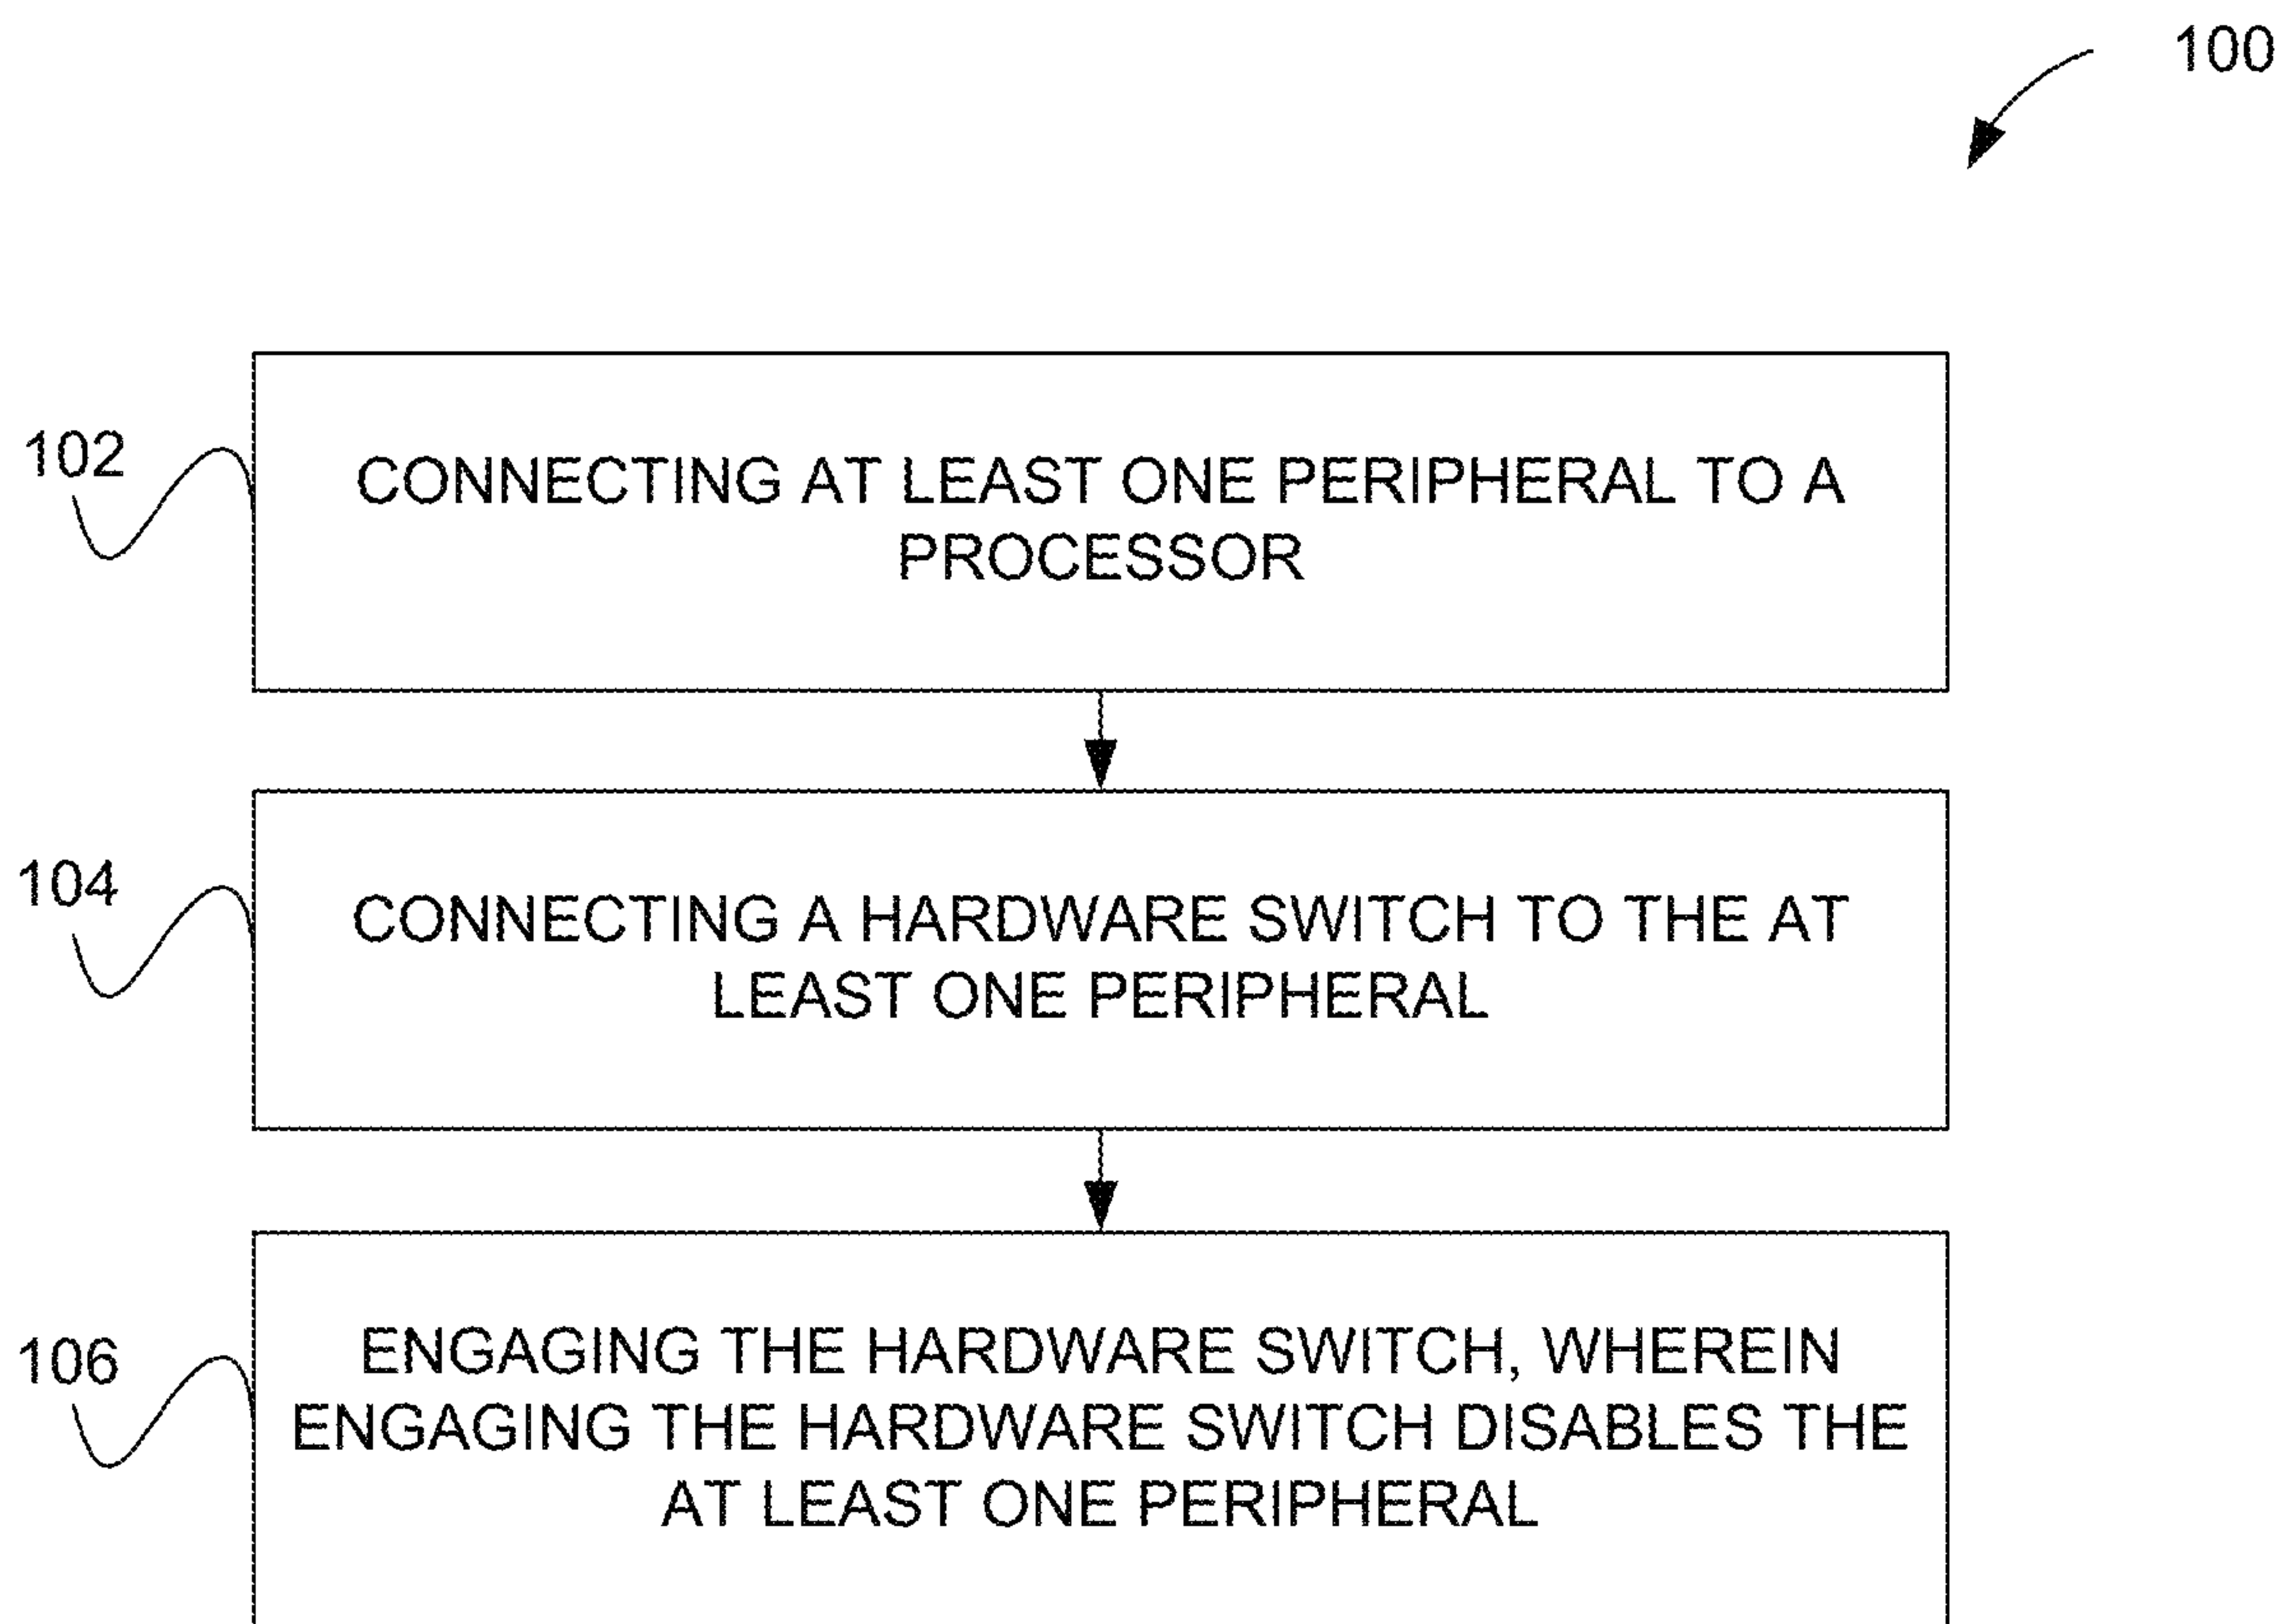 100
102
CONNECTING AT LEAST ONE PERIPHERAL TO A
PROCESSOR
104
CONNECTING A HARDWARE SWITCH TO THE AT
LEAST ONE PERIPHERAL
106
ENGAGING THE HARDWARE SWITCH, WHEREIN
ENGAGING THE HARDWARE SWITCH DISABLES THE
AT LEAST ONE PERIPHERAL